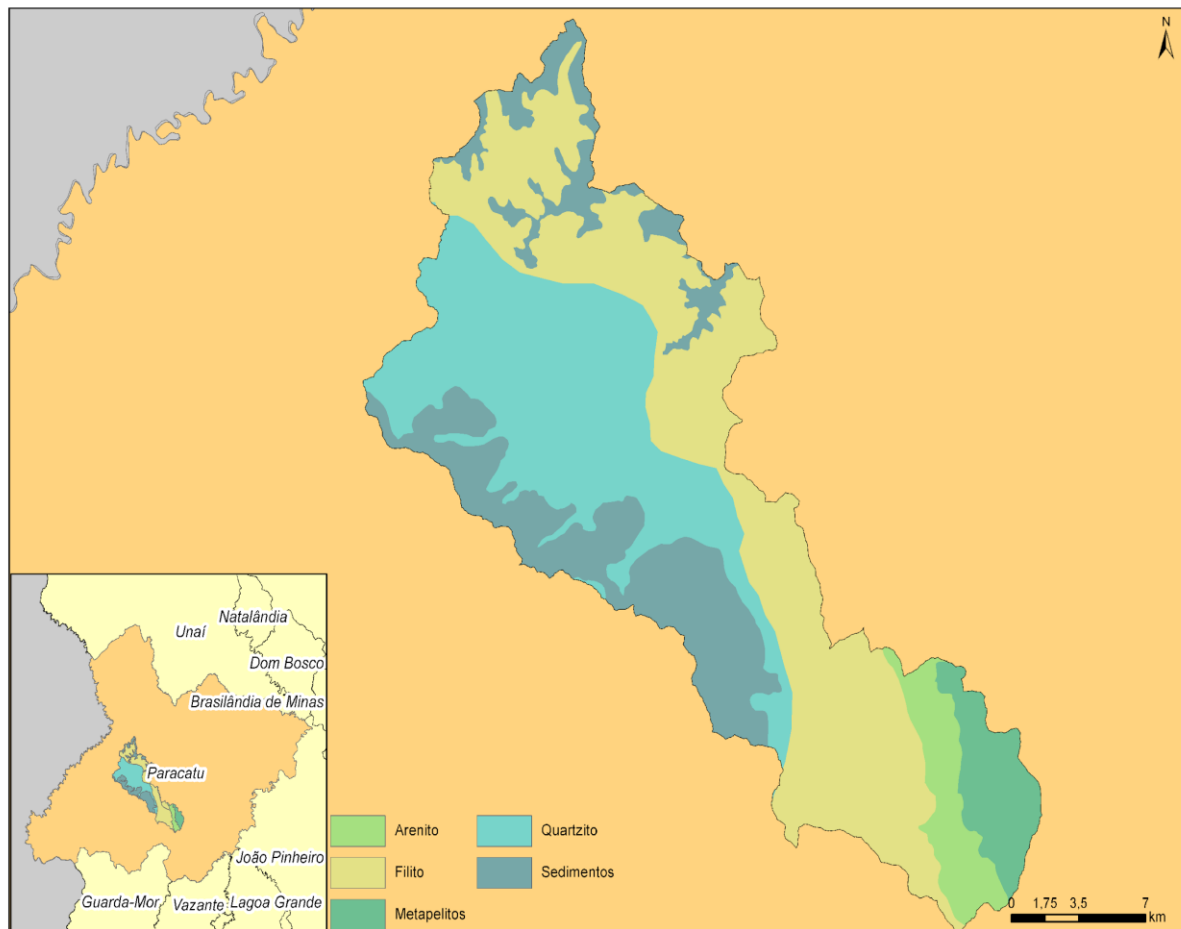 N
Natalândia
Unaí
Dom Bosco
Brasilândia de Minas
Paracatu
João Pinheiro
Guarda-Mor
Vazante
Lagoa Grande
Arenito
Quartzito
Filito
Sedimentos
Metapelitos
0 1,75 3,5 7
km